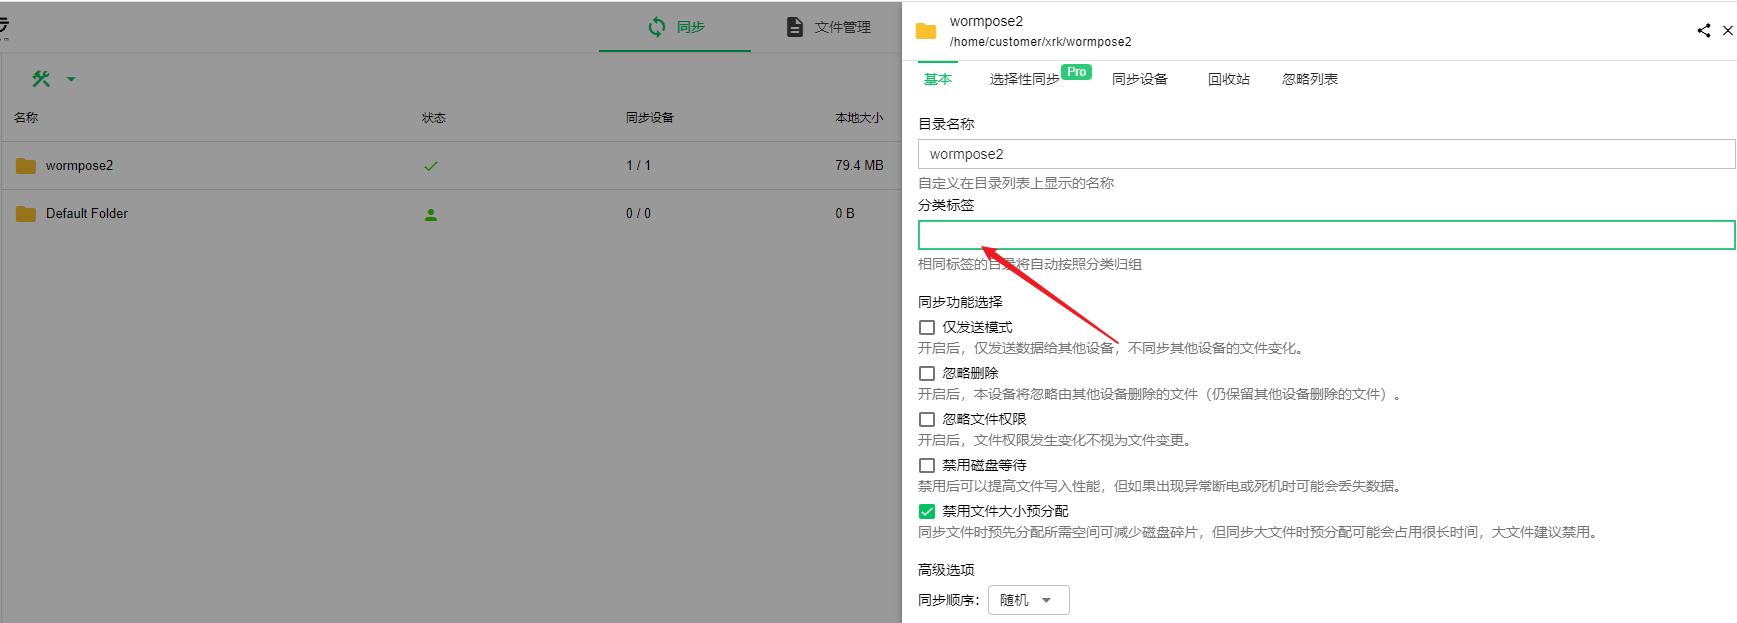 同步
文件管理
名称
状态
同步设备
本地大小
wormpose2
1 / 1
79.4 MB
Default Folder
0 / 0
0 B
wormpose2
/home/customer/xrk/wormpose2
基本
选择性同步
Pro
同步设备
回收站
忽略列表
目录名称
wormpose2
自定义在目录列表上显示的名称
分类标签
相同标签的目录将自动按照分类归组
同步功能选择
仅发送模式
开启后，仅发送数据给其他设备，不同步其他设备的文件变化。
忽略删除
开启后，本设备将忽略由其他设备删除的文件（仍保留其他设备删除的文件）。
忽略文件权限
开启后，文件权限发生变化不视为文件变更。
禁用磁盘等待
禁用后可以提高文件写入性能，但如果出现异常断电或死机时可能会丢失数据。
禁用文件大小预分配
同步文件时预先分配所需空间可减少磁盘碎片，但同步大文件时预分配可能会占用很长时间，大文件建议禁用。
高级选项
同步顺序：
随机